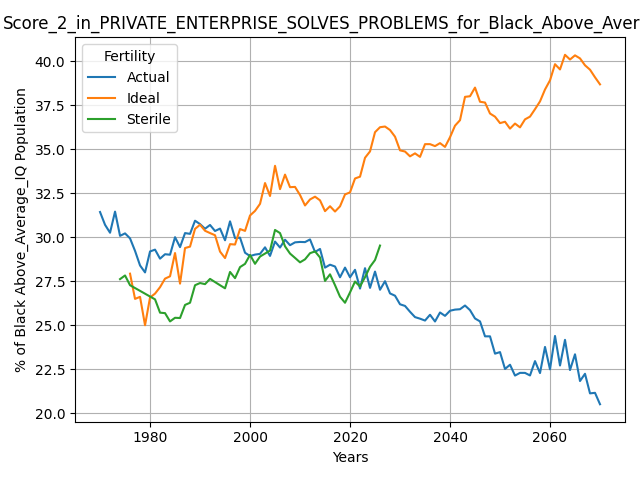 Score_2_in_PRIVATE_ENTERPRISE_SOLVES_PROBLEMS_for_Black_Above_Aver
Fertility
Actual
Ideal
Sterile
% of Black Above_Average_IQ Population
40.0
37.5
35.0
32.5
30.0
27.5
25.0
22.5
20.0
1980
2000
2020
2040
2060
Years